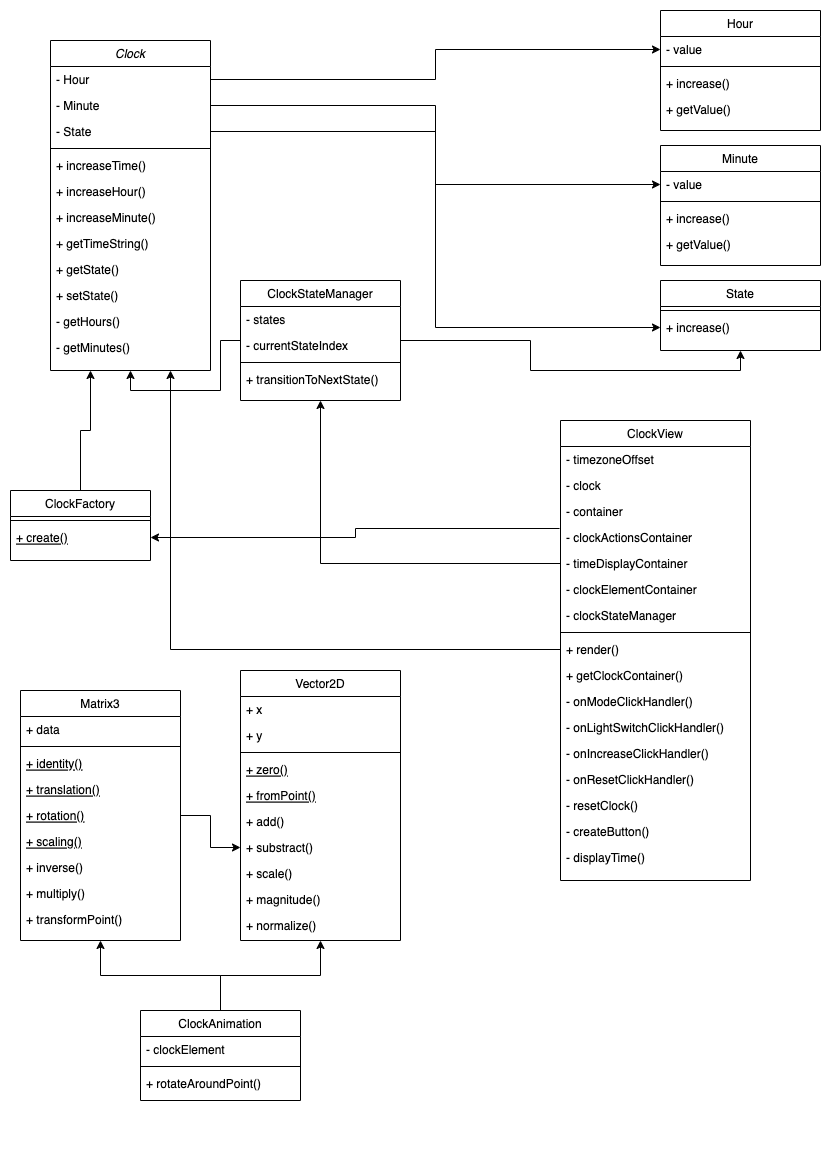 Clock
- Hour
- Minute
- State
+ increaseTime()
+ increaseHour()
+ increaseMinute()
+ getTimeString()
+ getState()
+ setState()
- getHours()
- getMinutes()
Hour
- value
+ increase()
+ getValue()
Minute
- value
+ increase()
+ getValue()
State
+ increase()
ClockStateManager
- states
- currentStateIndex
+ transitionToNextState()
ClockFactory
+ create()
ClockView
- timezoneOffset
- clock
- container
- clockActionsContainer
- timeDisplayContainer
- clockElementContainer
- clockStateManager
+ render()
+ getClockContainer()
- onModeClickHandler()
- onLightSwitchClickHandler()
- onIncreaseClickHandler()
- onResetClickHandler()
- resetClock()
- createButton()
- displayTime()
Matrix3
+ data
+ identity()
+ translation()
+ rotation()
+ scaling()
+ inverse()
+ multiply()
+ transformPoint()
Vector2D
+ x
+ y
+ zero()
+ fromPoint()
+ add()
+ substract()
+ scale()
+ magnitude()
+ normalize()
ClockAnimation
- clockElement
+ rotateAroundPoint()